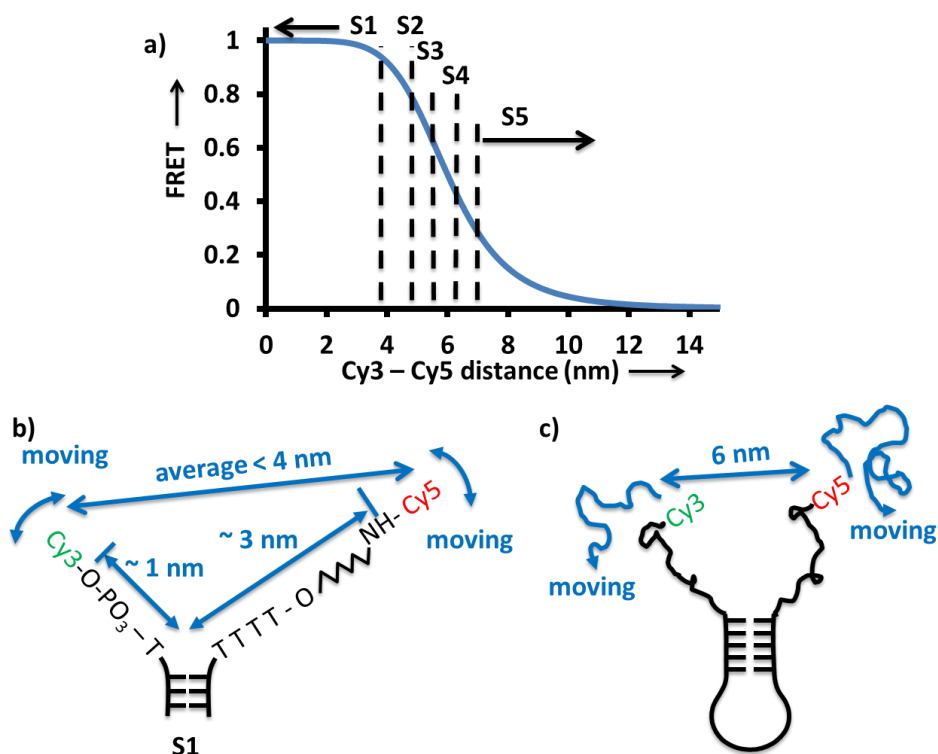 a)
S1 S2
S3
S4
S5
FRET
1
0.8
0.6
0.4
0.2
0
0 2 4 6 8 10 12 14
Cy3 – Cy5 distance (nm)
b)
moving
average < 4 nm
Cy3-O-PO3 – T
~ 1 nm
~ 3 nm
TTTT - O
NH- Cy5
moving
S1
c)
6 nm
Cy3
Cy5
moving
moving